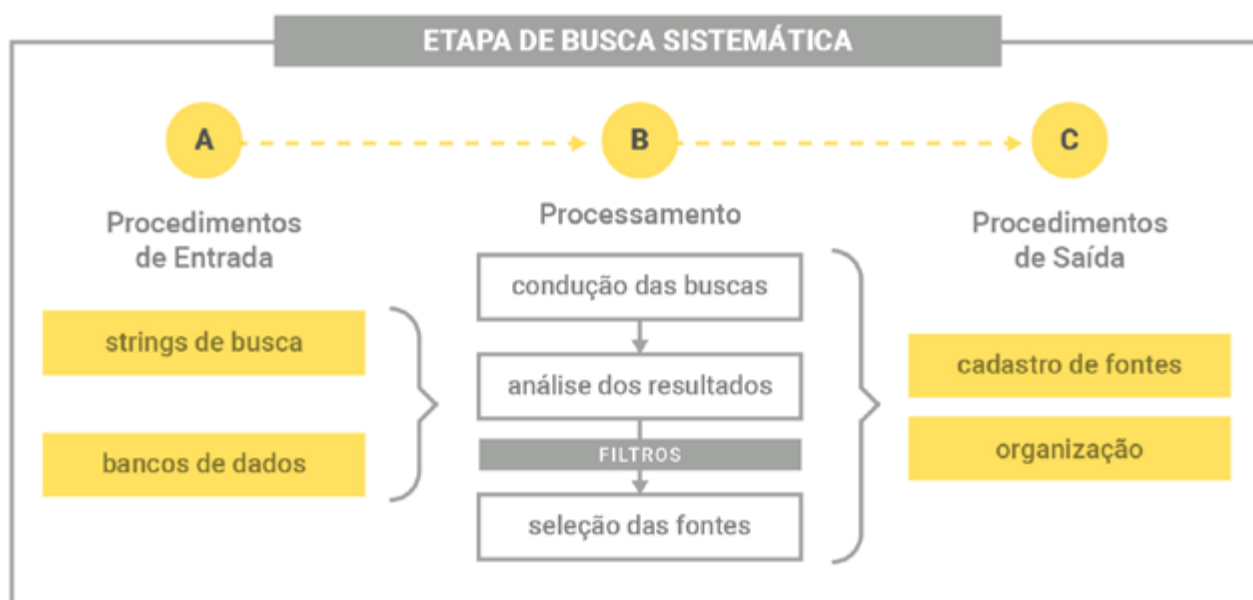 ETAPA DE BUSCA SISTEMÁTICA
A
B
C
Procedimentos
de Entrada
strings de busca
bancos de dados
Processamento
condução das buscas
análise dos resultados
FILTROS
seleção das fontes
Procedimentos
de Saída
cadastro de fontes
organização